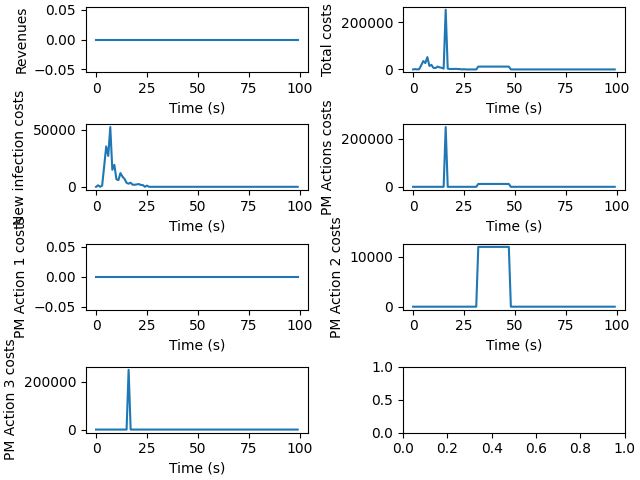 Revenues
0.05
0.00
−0.05
0 25 50 75 100
Time (s)
Total costs
200000
0
0 25 50 75 100
Time (s)
New infection costs
50000
0
0 25 50 75 100
Time (s)
PM Actions costs
200000
0
0 25 50 75 100
Time (s)
PM Action 1 costs
0.05
0.00
−0.05
0 25 50 75 100
Time (s)
PM Action 2 costs
10000
0
0 25 50 75 100
Time (s)
PM Action 3 costs
200000
0
0 25 50 75 100
Time (s)
1.0
0.5
0.0
0.0 0.2 0.4 0.6 0.8 1.0